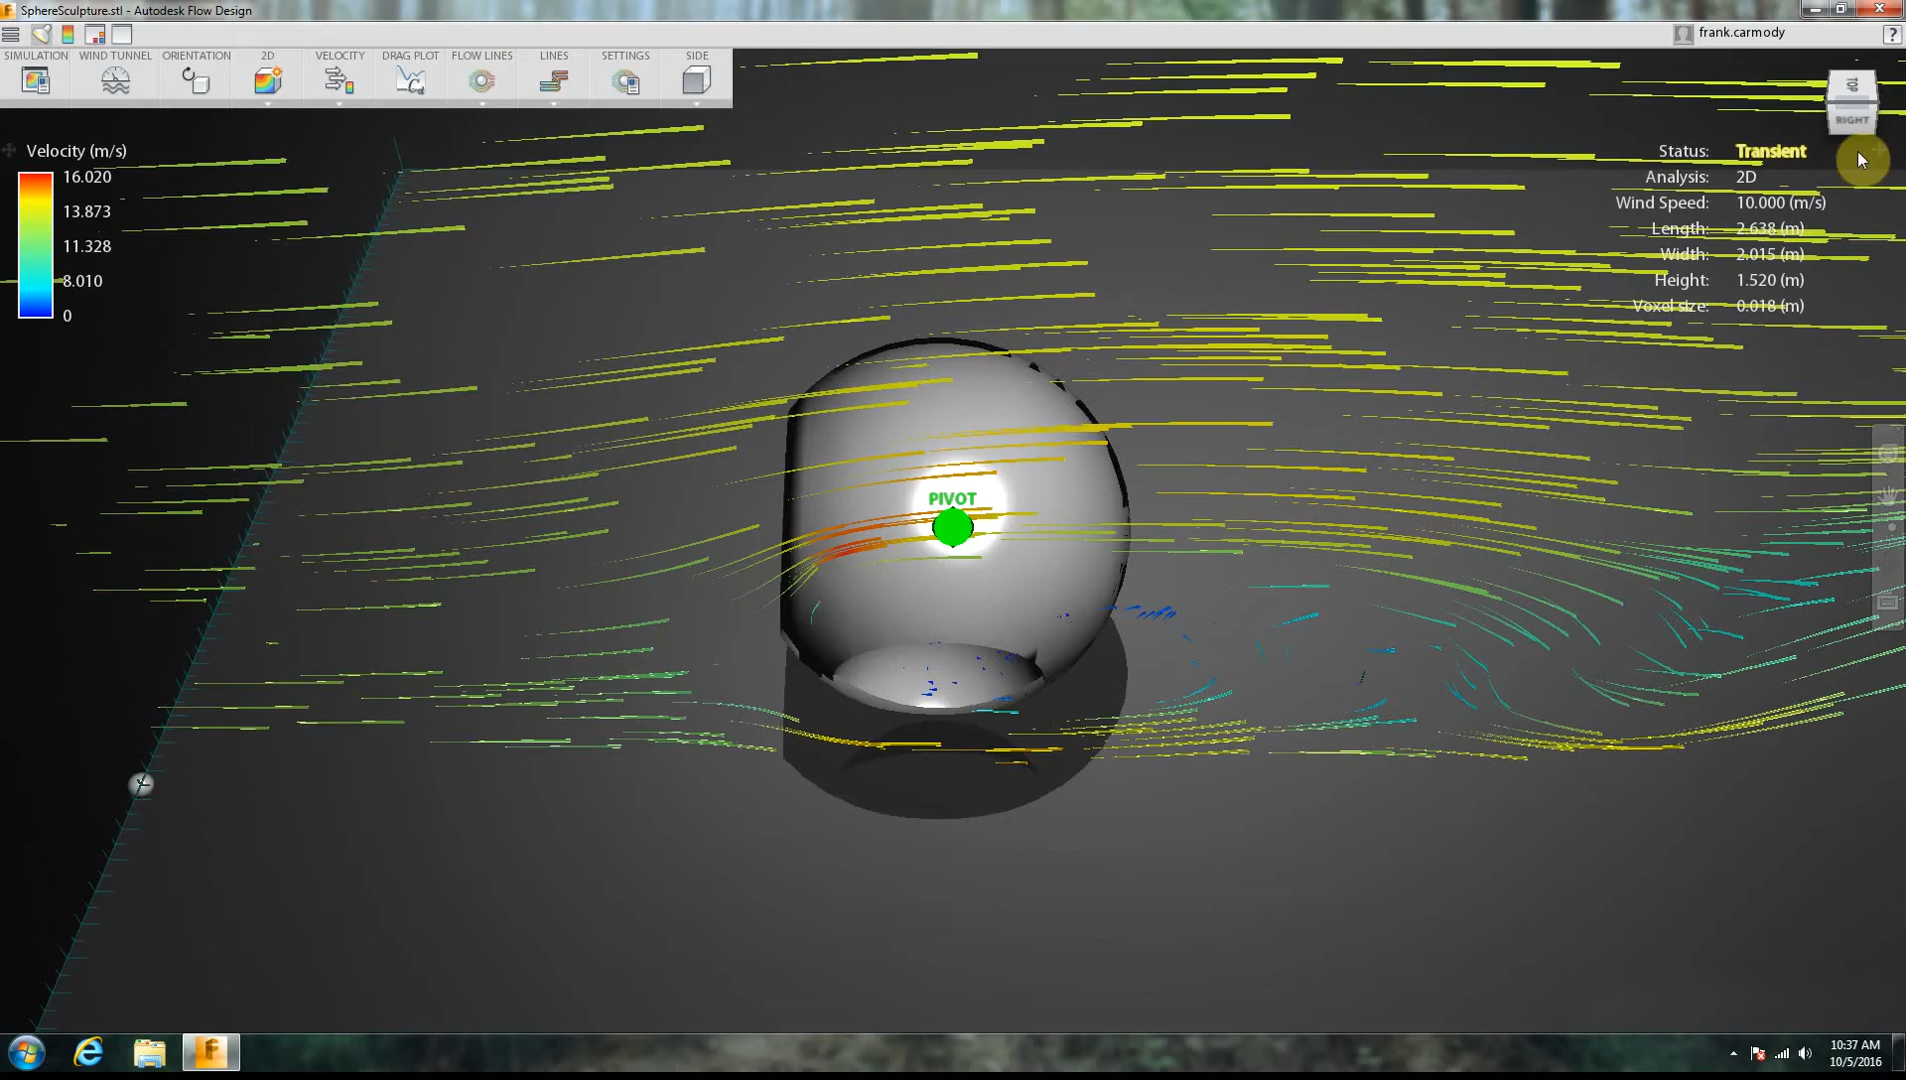 SphereSculpture.stl - Autodesk Flow Design
frank.carmody
?
SIMULATION WIND TUNNEL ORIENTATION 2D VELOCITY DRAG PLOT FLOW LINES LINES SETTINGS SIDE
Cd
TOP
RIGHT
Velocity (m/s)
16.020
13.873
11.328
8.010
0
Status: Transient
Analysis: 2D
Wind Speed: 10.000 (m/s)
Length: 2.638 (m)
Width: 2.015 (m)
Height: 1.520 (m)
Voxel size: 0.018 (m)
PIVOT
10:37 AM
10/5/2016